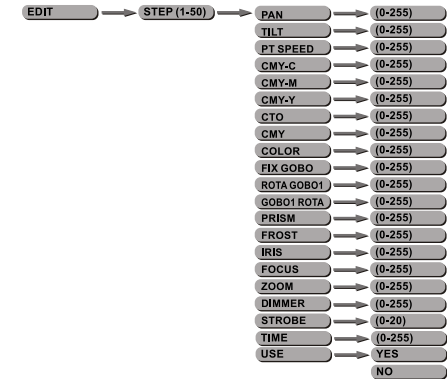 EDIT STEP (1-50) PAN (0-255)
TILT (0-255)
PT SPEED (0-255)
CMY-C (0-255)
CMY-M (0-255)
CMY-Y (0-255)
CTO (0-255)
CMY (0-255)
COLOR (0-255)
FIX GOBO (0-255)
ROTA GOBO1 (0-255)
GOBO1 ROTA (0-255)
PRISM (0-255)
FROST (0-255)
IRIS (0-255)
FOCUS (0-255)
ZOOM (0-255)
DIMMER (0-255)
STROBE (0-20)
TIME (0-255)
USE YES
NO